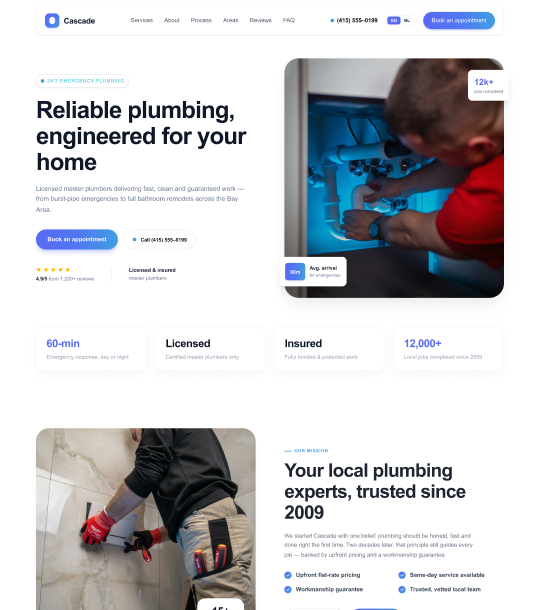 Cascade
Services About Process Areas Reviews FAQ
(415) 555–0199
EN NL
Book an appointment
24/7 EMERGENCY PLUMBING
Reliable plumbing,
engineered for your
home
Licensed master plumbers delivering fast, clean and guaranteed work —
from burst-pipe emergencies to full bathroom remodels across the Bay
Area.
Book an appointment
Call (415) 555–0199
★★★★★
4.9/5 from 1,200+ reviews
Licensed & insured
master plumbers
12k+
jobs completed
60m
Avg. arrival
for emergencies
60-min
Emergency response, day or night
Licensed
Certified master plumbers only
Insured
Fully bonded & protected work
12,000+
Local jobs completed since 2009
OUR MISSION
Your local plumbing
experts, trusted since
2009
We started Cascade with one belief: plumbing should be honest, fast and
done right the first time. Two decades later, that principle still guides every
job — backed by upfront pricing and a workmanship guarantee.
Upfront flat-rate pricing
Same-day service available
Workmanship guarantee
Trusted, vetted local team